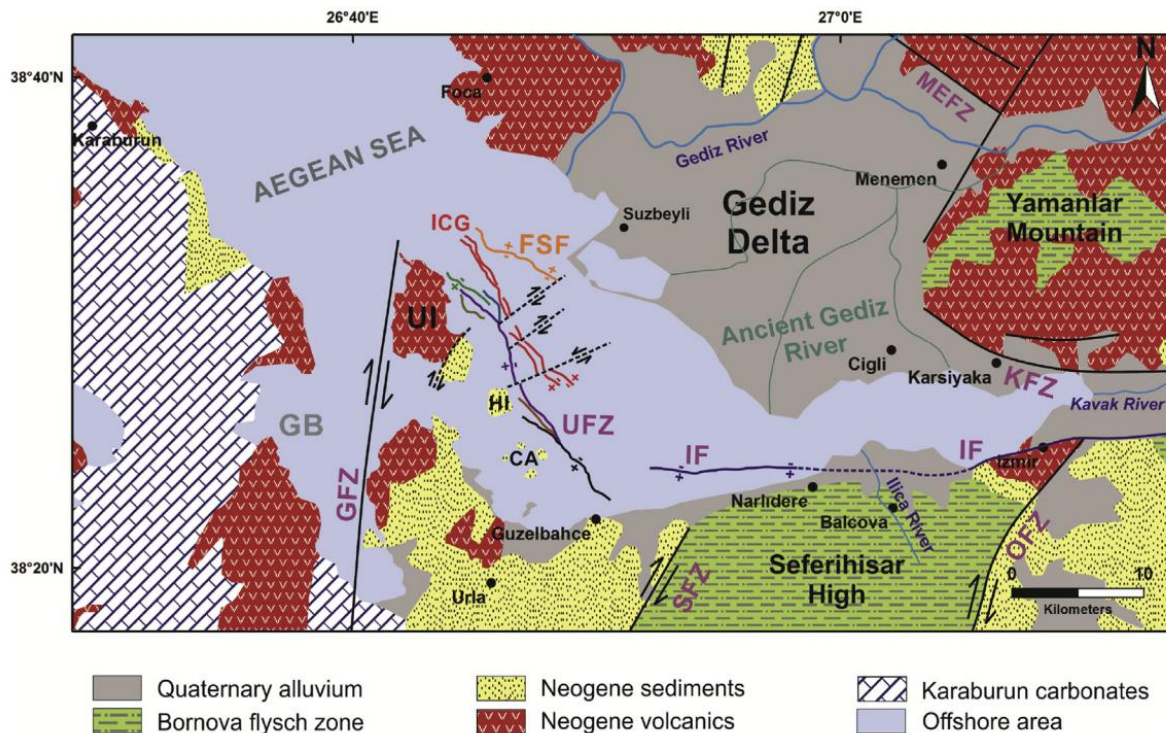 26°40'E
27°0'E
38°40'N
N
Foca
MEFZ
Karaburun
AEGEAN SEA
Gediz River
Menemen
Gediz
Delta
Yamanlar
Mountain
Suzbeyli
ICG
FSF
UI
Ancient Gediz
River
Cigli
Karsiyaka
KFZ
HI
Kavak River
GB
UFZ
CA
IF
IF
Izmir
GFZ
Narlıdere
Ilica River
Guzelbahce
Balcova
OFZ
38°20'N
Urla
SFZ
Seferihisar
High
0 10
Kilometers
Quaternary alluvium
Neogene sediments
Karaburun carbonates
Bornova flysch zone
Neogene volcanics
Offshore area